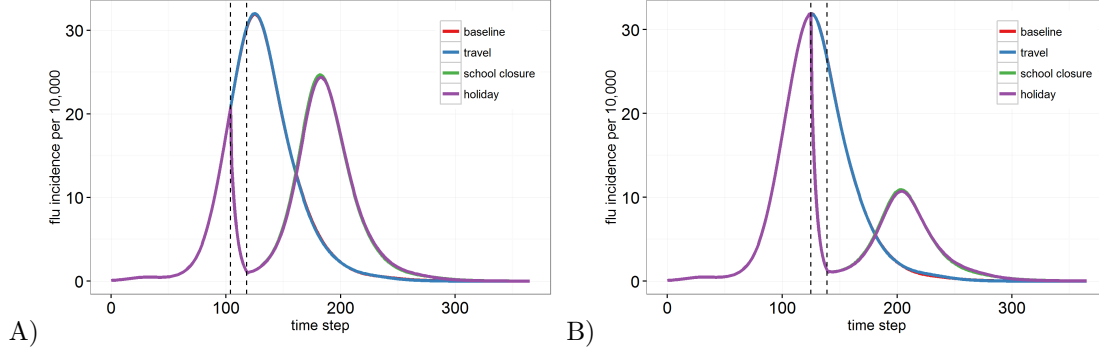 flu incidence per 10,000
30
20
10
0
0
100
200
300
time step
baseline
travel
school closure
holiday
A)
flu incidence per 10,000
30
20
10
0
0
100
200
300
time step
baseline
travel
school closure
holiday
B)